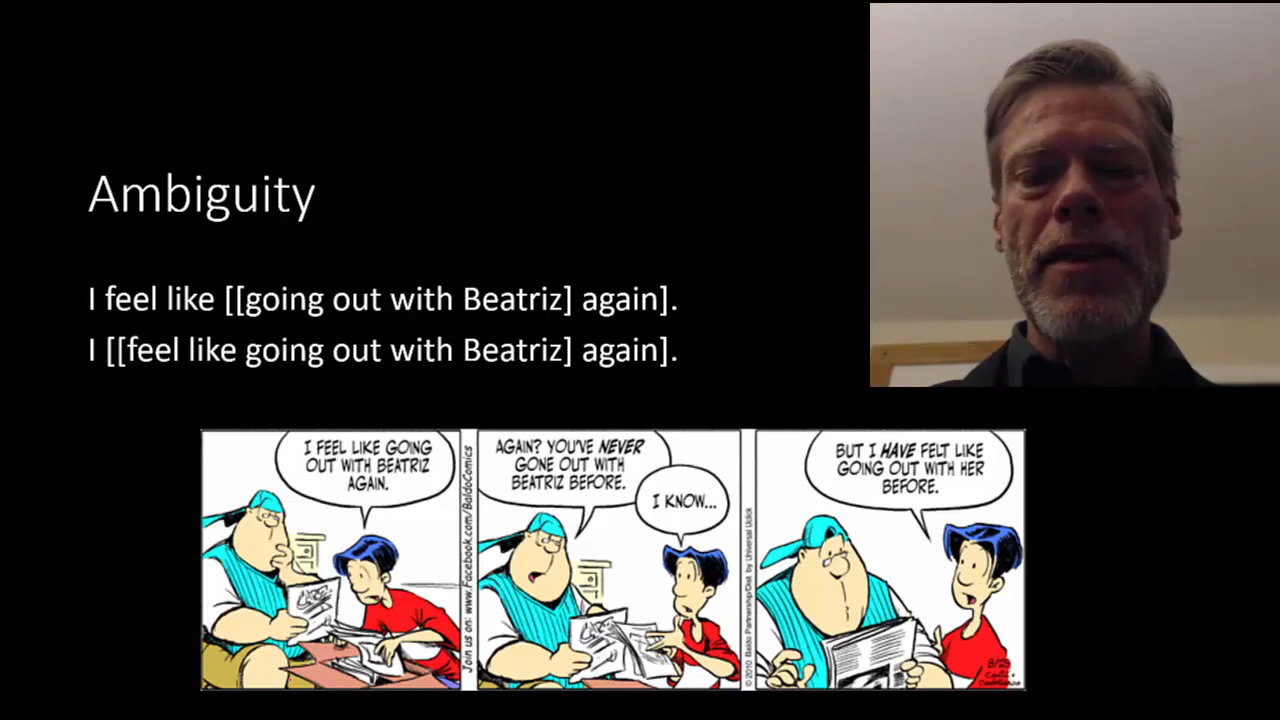 Ambiguity
I feel like [[going out with Beatriz] again].
I [[feel like going out with Beatriz] again].
I FEEL LIKE GOING
OUT WITH BEATRIZ
AGAIN.
Join us on: www.Facebook.com/BaldoComics
AGAIN? YOU'VE NEVER
GONE OUT WITH
BEATRIZ BEFORE.
I KNOW...
©2010 Baldo Partnership/Dist. by Universal Uclick
BUT I HAVE FELT LIKE
GOING OUT WITH HER
BEFORE.